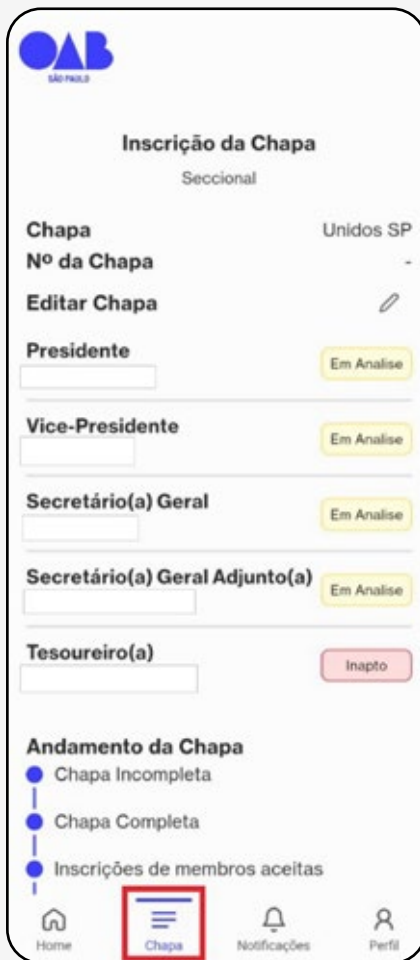 OAB
SÃO PAULO
Inscrição da Chapa
Seccional
Chapa Unidos SP
Nº da Chapa -
Editar Chapa
Presidente Em Analise
Vice-Presidente Em Analise
Secretário(a) Geral Em Analise
Secretário(a) Geral Adjunto(a) Em Analise
Tesoureiro(a) Inapto
Andamento da Chapa
Chapa Incompleta
Chapa Completa
Inscrições de membros aceitas
Home Chapa Notificações Perfil